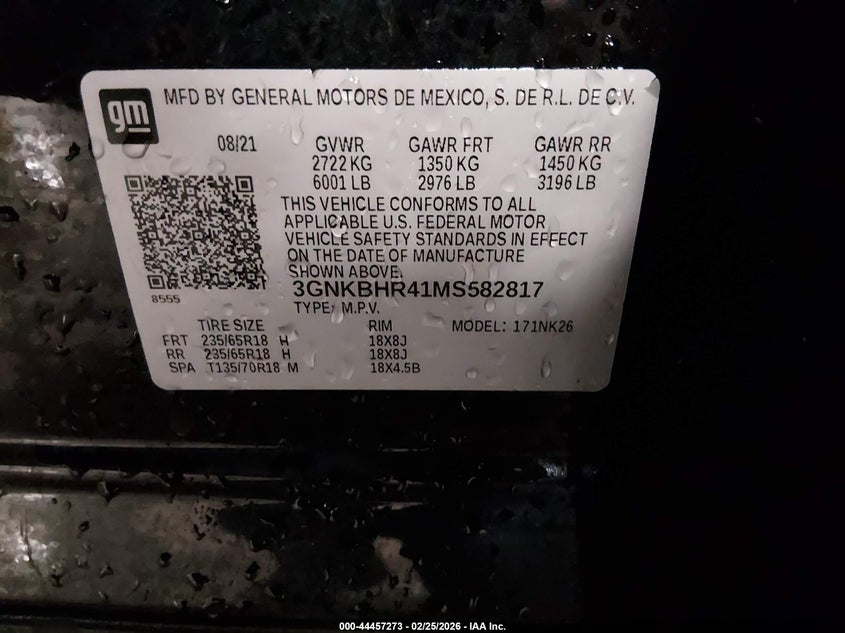 gm
MFD BY GENERAL MOTORS DE MEXICO, S. DE R.L. DE C.V.
08/21 GVWR GAWR FRT GAWR RR
2722 KG 1350 KG 1450 KG
6001 LB 2976 LB 3196 LB
THIS VEHICLE CONFORMS TO ALL
APPLICABLE U.S. FEDERAL MOTOR
VEHICLE SAFETY STANDARDS IN EFFECT
ON THE DATE OF MANUFACTURE
SHOWN ABOVE.
8555
3GNKBHR41MS582817
TYPE: M.P.V.
TIRE SIZE RIM MODEL: 171NK26
FRT 235/65R18 H 18X8J
RR 235/65R18 H 18X8J
SPA T135/70R18 M 18X4.5B
000-44457273 - 02/25/2026 - IAA Inc.